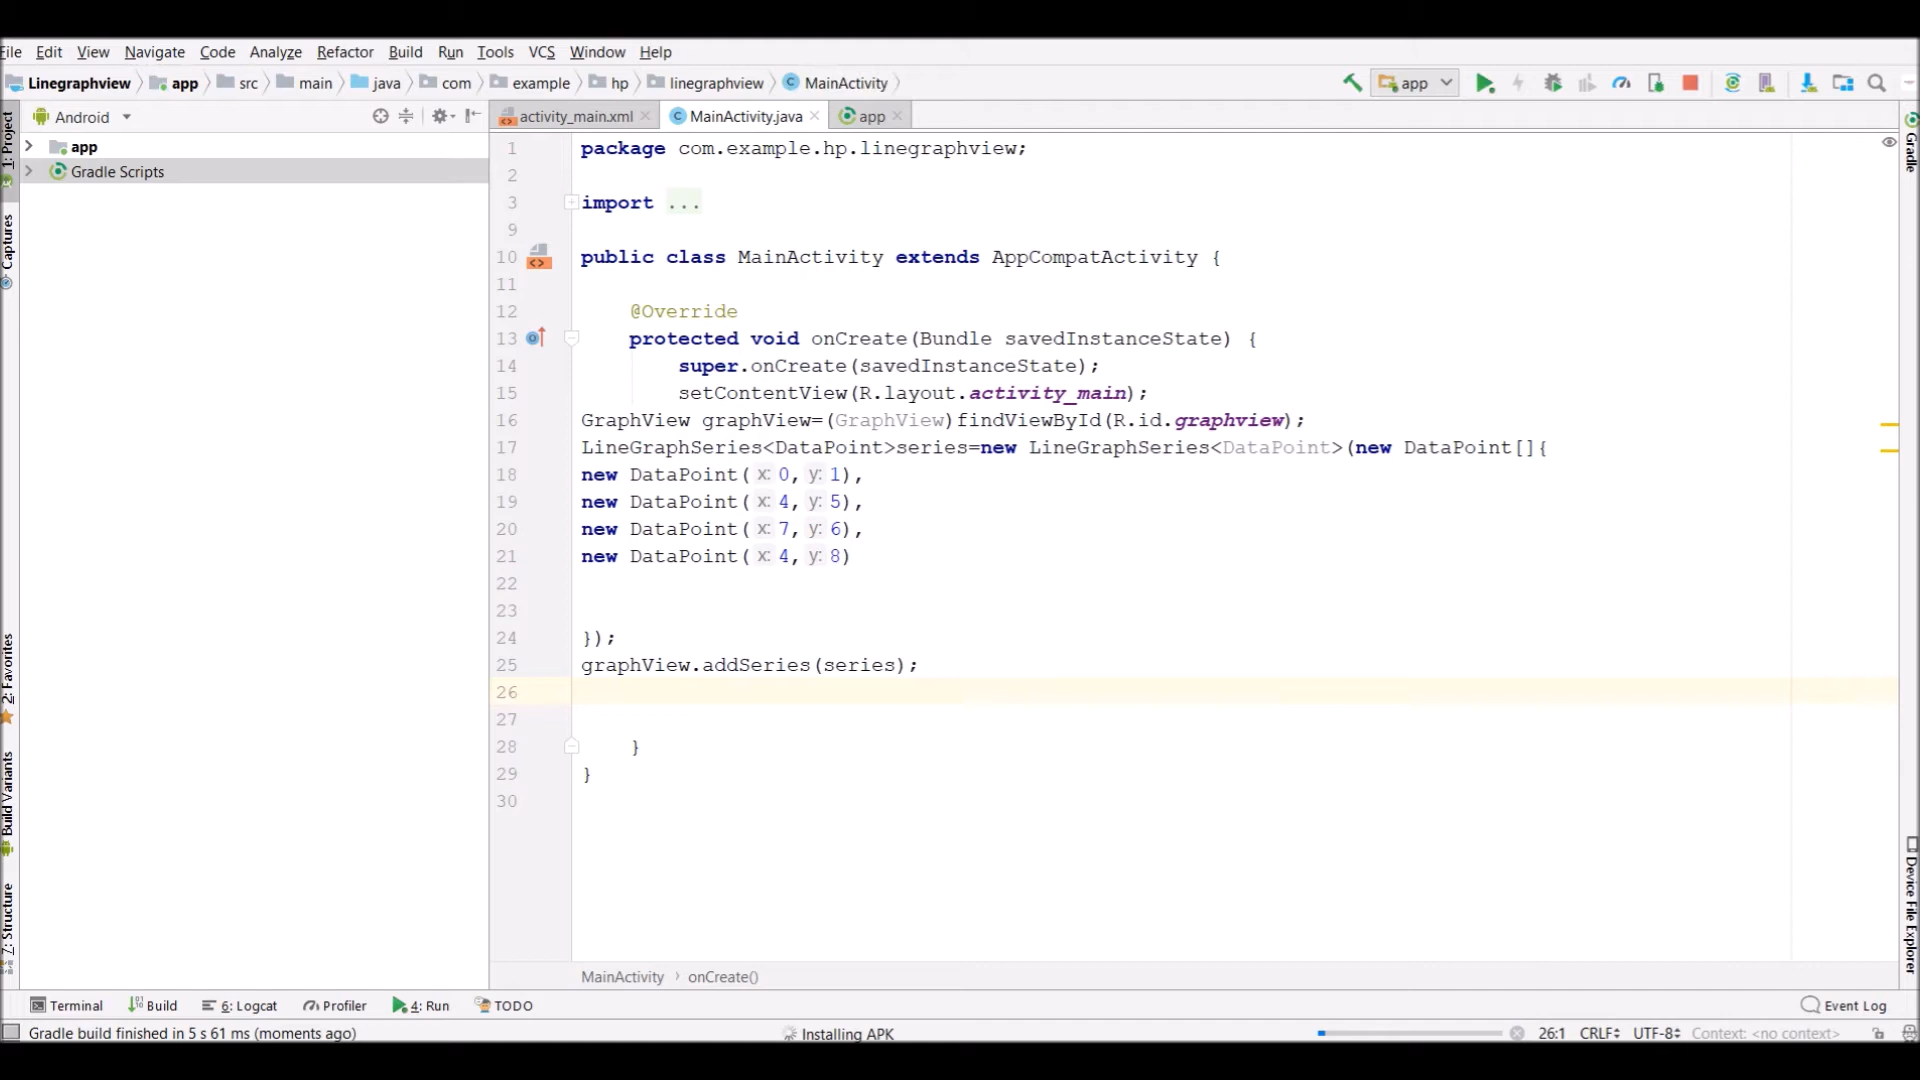 File Edit View Navigate Code Analyze Refactor Build Run Tools VCS Window Help
Linegraphview app src main java com example hp linegraphview MainActivity app
Android activity_main.xml MainActivity.java app
1: Project
Captures
2: Favorites
Build Variants
7: Structure
app
Gradle Scripts
1 package com.example.hp.linegraphview;
2
3 import ...
9
10 public class MainActivity extends AppCompatActivity {
11
12 @Override
13 protected void onCreate(Bundle savedInstanceState) {
14 super.onCreate(savedInstanceState);
15 setContentView(R.layout.activity_main);
16 GraphView graphView=(GraphView)findViewById(R.id.graphview);
17 LineGraphSeries<DataPoint>series=new LineGraphSeries<DataPoint>(new DataPoint[]{
18 new DataPoint( x: 0, y: 1),
19 new DataPoint( x: 4, y: 5),
20 new DataPoint( x: 7, y: 6),
21 new DataPoint( x: 4, y: 8)
22
23
24 });
25 graphView.addSeries(series);
26
27
28 }
29 }
30
MainActivity onCreate()
Gradle
Device File Explorer
Terminal Build 6: Logcat Profiler 4: Run TODO Event Log
Gradle build finished in 5 s 61 ms (moments ago) Installing APK 26:1 CRLF UTF-8 Context: <no context>